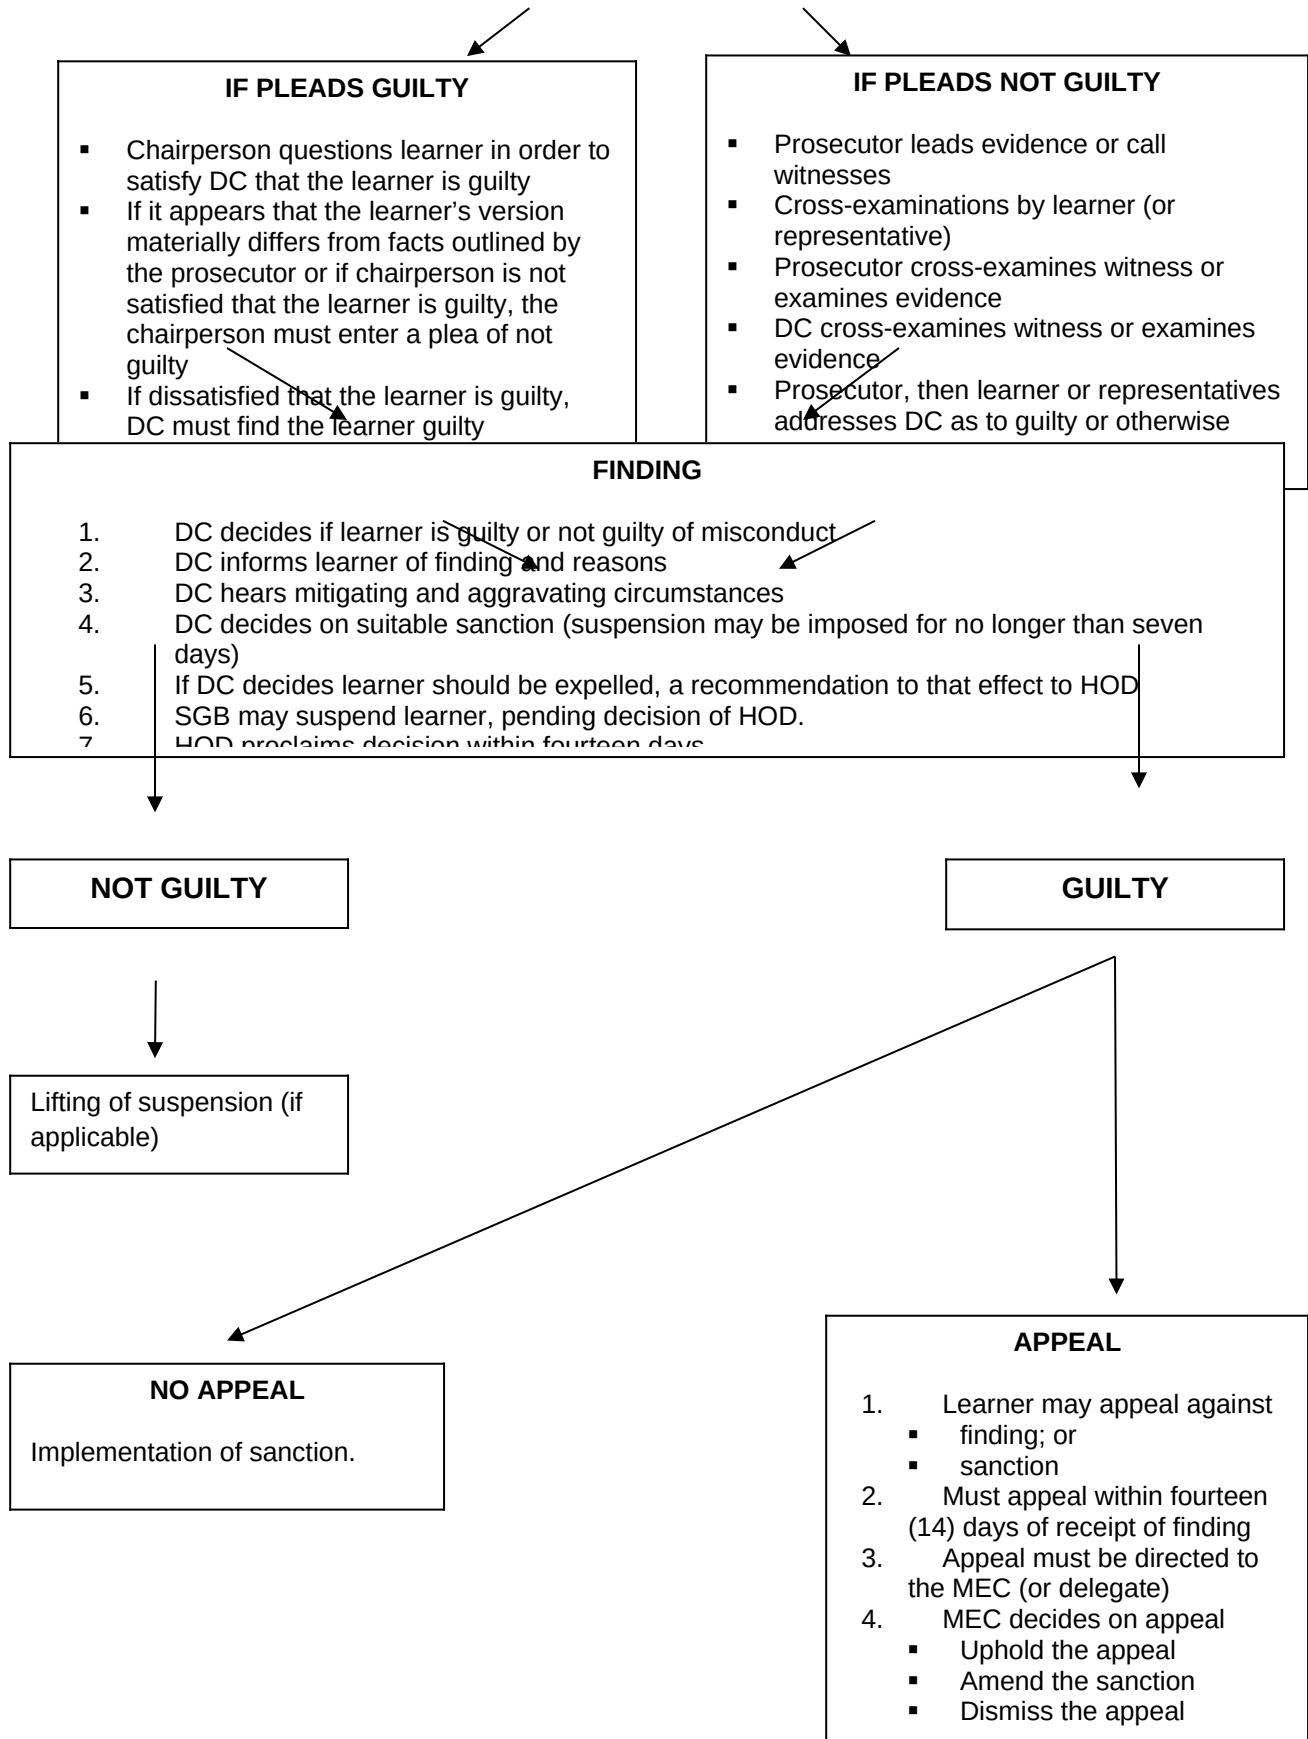 IF PLEADS GUILTY
▪ Chairperson questions learner in order to
satisfy DC that the learner is guilty
▪ If it appears that the learner’s version
materially differs from facts outlined by
the prosecutor or if chairperson is not
satisfied that the learner is guilty, the
chairperson must enter a plea of not
guilty
▪ If dissatisfied that the learner is guilty,
DC must find the learner guilty
IF PLEADS NOT GUILTY
▪ Prosecutor leads evidence or call
witnesses
▪ Cross-examinations by learner (or
representative)
▪ Prosecutor cross-examines witness or
examines evidence
▪ DC cross-examines witness or examines
evidence
▪ Prosecutor, then learner or representatives
addresses DC as to guilty or otherwise
FINDING
1. DC decides if learner is guilty or not guilty of misconduct
2. DC informs learner of finding and reasons
3. DC hears mitigating and aggravating circumstances
4. DC decides on suitable sanction (suspension may be imposed for no longer than seven
days)
5. If DC decides learner should be expelled, a recommendation to that effect to HOD
6. SGB may suspend learner, pending decision of HOD.
7 HOD proclaims decision within fourteen days
NOT GUILTY
GUILTY
Lifting of suspension (if
applicable)
NO APPEAL
Implementation of sanction.
APPEAL
1. Learner may appeal against
▪ finding; or
▪ sanction
2. Must appeal within fourteen
(14) days of receipt of finding
3. Appeal must be directed to
the MEC (or delegate)
4. MEC decides on appeal
▪ Uphold the appeal
▪ Amend the sanction
▪ Dismiss the appeal